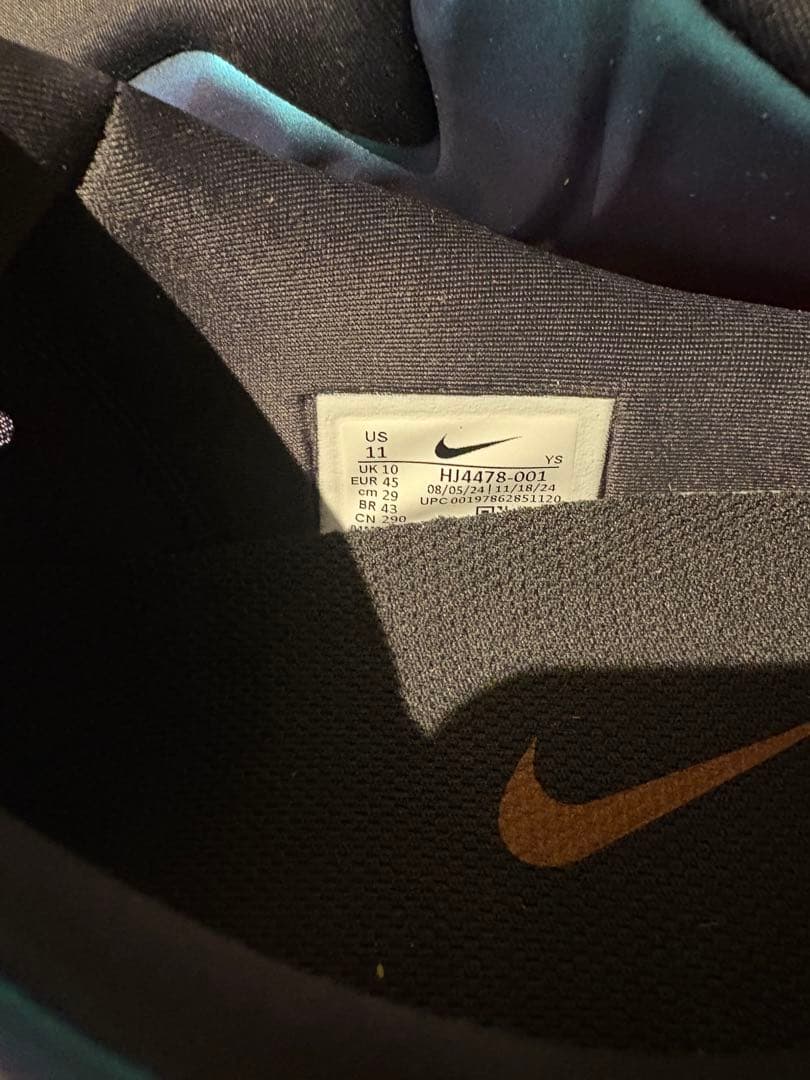 US
11
UK 10
EUR 45
cm 29
BR 43
CN 290
YS
HJ4478-001
08/05/24 | 11/18/24
UPC 00197862851120